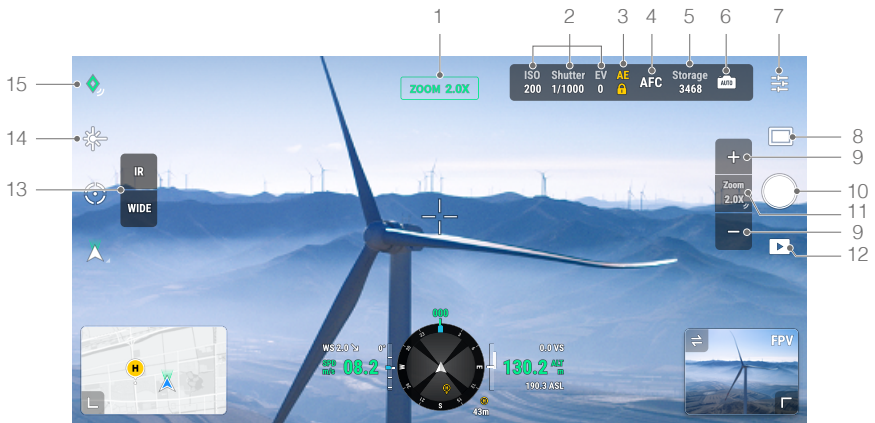 1 2 3 4 5 6 7
ISO Shutter EV AE AFC Storage AUTO
200 1/1000 0 3468
ZOOM 2.0X
15
14
13
IR
WIDE
8
9
Zoom
2.0X
10
11
9
12
000
WS 2.0 0° 0.0 VS
SPD
m/s 08.2 130.2 ALT
m
190.3 ASL
W E S
43m
H
FPV